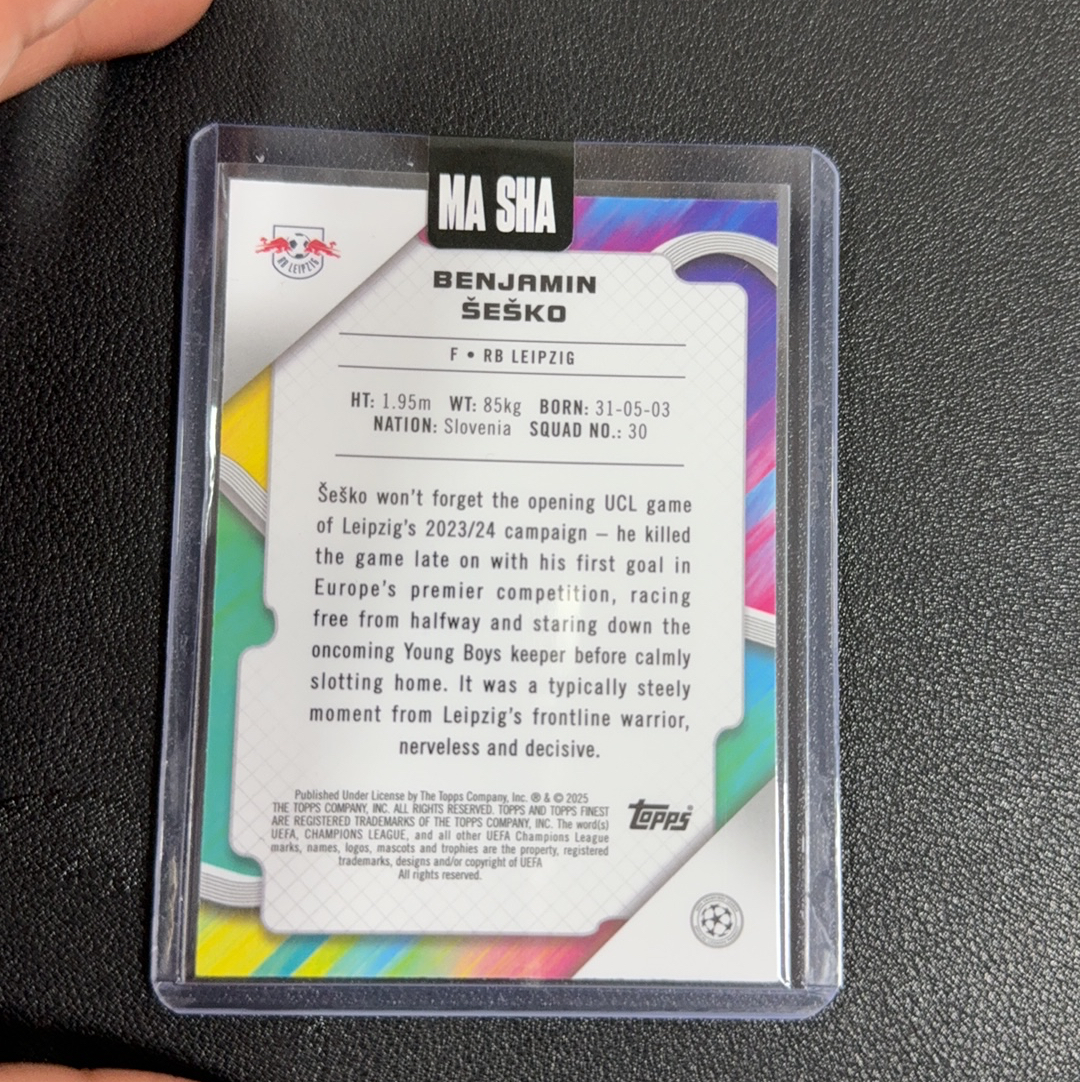 MA SHA
RB LEIPZIG
BENJAMIN
ŠEŠKO
F • RB LEIPZIG
HT: 1.95m WT: 85kg BORN: 31-05-03
NATION: Slovenia SQUAD NO.: 30
Šeško won't forget the opening UCL game
of Leipzig's 2023/24 campaign – he killed
the game late on with his first goal in
Europe's premier competition, racing
free from halfway and staring down the
oncoming Young Boys keeper before calmly
slotting home. It was a typically steely
moment from Leipzig's frontline warrior,
nerveless and decisive.
Published Under License by The Topps Company, Inc. ® & © 2025
THE TOPPS COMPANY, INC. ALL RIGHTS RESERVED. TOPPS AND TOPPS FINEST
ARE REGISTERED TRADEMARKS OF THE TOPPS COMPANY, INC. The word(s)
UEFA, CHAMPIONS LEAGUE, and all other UEFA Champions League
marks, names, logos, mascots and trophies are the property, registered
trademarks, designs and/or copyright of UEFA
All rights reserved.
Topps®